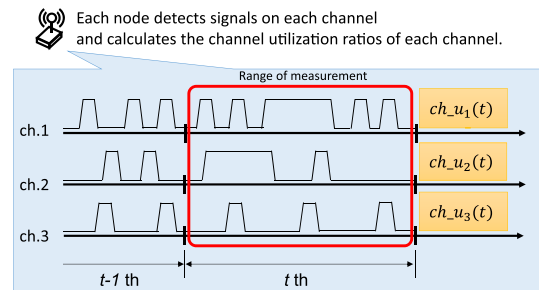 Each node detects signals on each channel
and calculates the channel utilization ratios of each channel.
Range of measurement
ch.1
ch_u₁(t)
ch.2
ch_u₂(t)
ch.3
ch_u₃(t)
t-1 th
t th